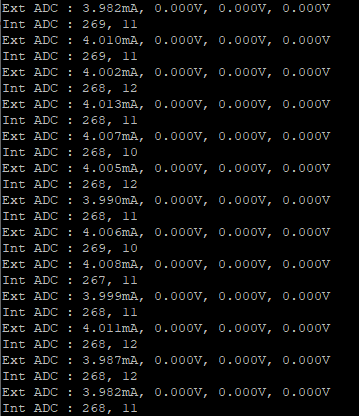 Ext ADC : 3.982mA, 0.000V, 0.000V, 0.000V
Int ADC : 269, 11
Ext ADC : 4.010mA, 0.000V, 0.000V, 0.000V
Int ADC : 269, 11
Ext ADC : 4.002mA, 0.000V, 0.000V, 0.000V
Int ADC : 268, 12
Ext ADC : 4.013mA, 0.000V, 0.000V, 0.000V
Int ADC : 268, 11
Ext ADC : 4.007mA, 0.000V, 0.000V, 0.000V
Int ADC : 268, 10
Ext ADC : 4.005mA, 0.000V, 0.000V, 0.000V
Int ADC : 268, 12
Ext ADC : 3.990mA, 0.000V, 0.000V, 0.000V
Int ADC : 268, 11
Ext ADC : 4.006mA, 0.000V, 0.000V, 0.000V
Int ADC : 269, 10
Ext ADC : 4.008mA, 0.000V, 0.000V, 0.000V
Int ADC : 267, 11
Ext ADC : 3.999mA, 0.000V, 0.000V, 0.000V
Int ADC : 268, 11
Ext ADC : 4.011mA, 0.000V, 0.000V, 0.000V
Int ADC : 268, 12
Ext ADC : 3.987mA, 0.000V, 0.000V, 0.000V
Int ADC : 268, 12
Ext ADC : 3.982mA, 0.000V, 0.000V, 0.000V
Int ADC : 268, 11